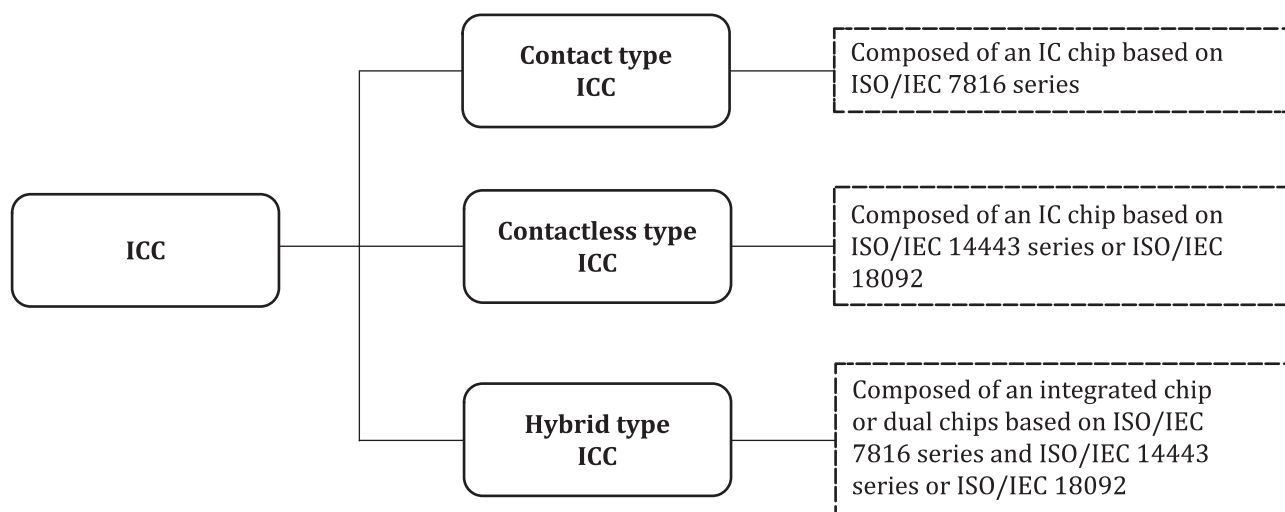 Contact type
ICC
Composed of an IC chip based on
ISO/IEC 7816 series
ICC
Contactless type
ICC
Composed of an IC chip based on
ISO/IEC 14443 series or ISO/IEC
18092
Hybrid type
ICC
Composed of an integrated chip
or dual chips based on ISO/IEC
7816 series and ISO/IEC 14443
series or ISO/IEC 18092